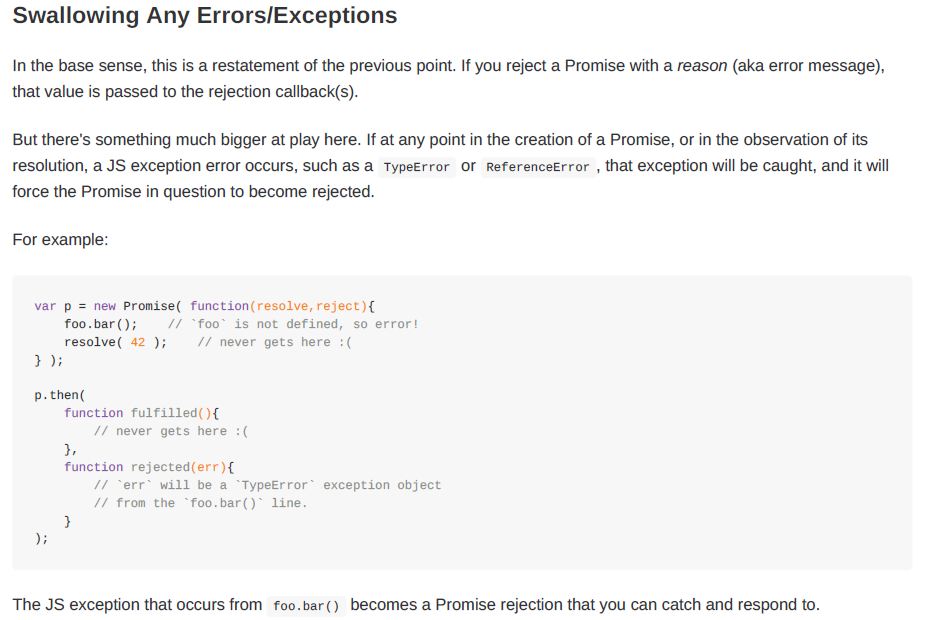 Swallowing Any Errors/Exceptions
In the base sense, this is a restatement of the previous point. If you reject a Promise with a reason (aka error message),
that value is passed to the rejection callback(s).
But there's something much bigger at play here. If at any point in the creation of a Promise, or in the observation of its
resolution, a JS exception error occurs, such as a TypeError or ReferenceError , that exception will be caught, and it will
force the Promise in question to become rejected.
For example:
var p = new Promise( function(resolve,reject){
    foo.bar();    // `foo` is not defined, so error!
    resolve( 42 );    // never gets here :(
} );
p.then(
    function fulfilled(){
        // never gets here :(
    },
    function rejected(err){
        // `err` will be a `TypeError` exception object
        // from the `foo.bar()` line.
    }
);
The JS exception that occurs from foo.bar() becomes a Promise rejection that you can catch and respond to.